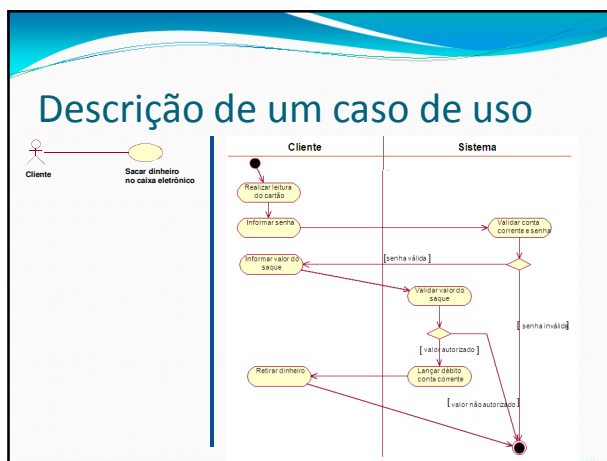 Descrição de um caso de uso
Cliente
Sacar dinheiro
no caixa eletrônico
Cliente
Sistema
Realizar leitura
do cartão
Informar senha
Validar conta
corrente e senha
[senha válida ]
Informar valor do
saque
Validar valor do
saque
[ senha inválida]
[ valor autorizado ]
Retirar dinheiro
Lançar débito
conta corrente
[ valor não autorizado ]